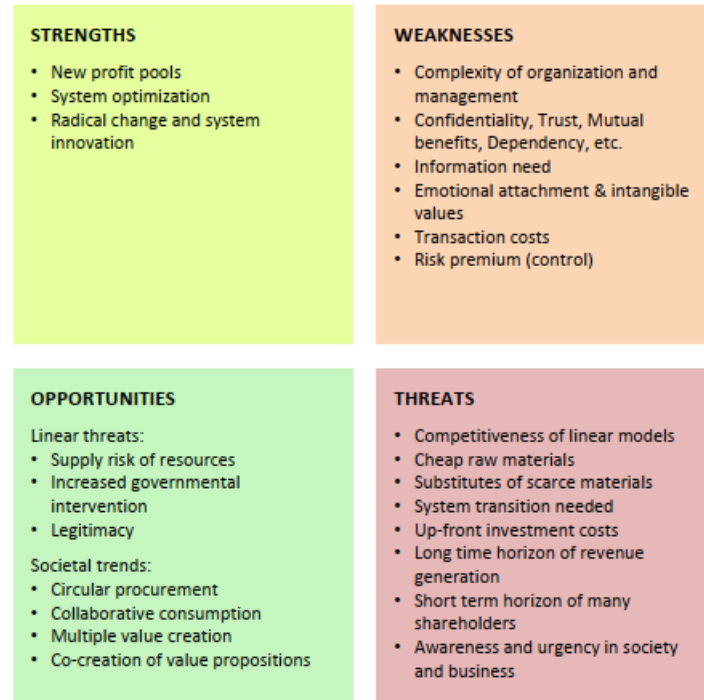 STRENGTHS
• New profit pools
• System optimization
• Radical change and system
innovation
WEAKNESSES
• Complexity of organization and
management
• Confidentiality, Trust, Mutual
benefits, Dependency, etc.
• Information need
• Emotional attachment & intangible
values
• Transaction costs
• Risk premium (control)
OPPORTUNITIES
Linear threats:
• Supply risk of resources
• Increased governmental
intervention
• Legitimacy
Societal trends:
• Circular procurement
• Collaborative consumption
• Multiple value creation
• Co-creation of value propositions
THREATS
• Competitiveness of linear models
• Cheap raw materials
• Substitutes of scarce materials
• System transition needed
• Up-front investment costs
• Long time horizon of revenue
generation
• Short term horizon of many
shareholders
• Awareness and urgency in society
and business